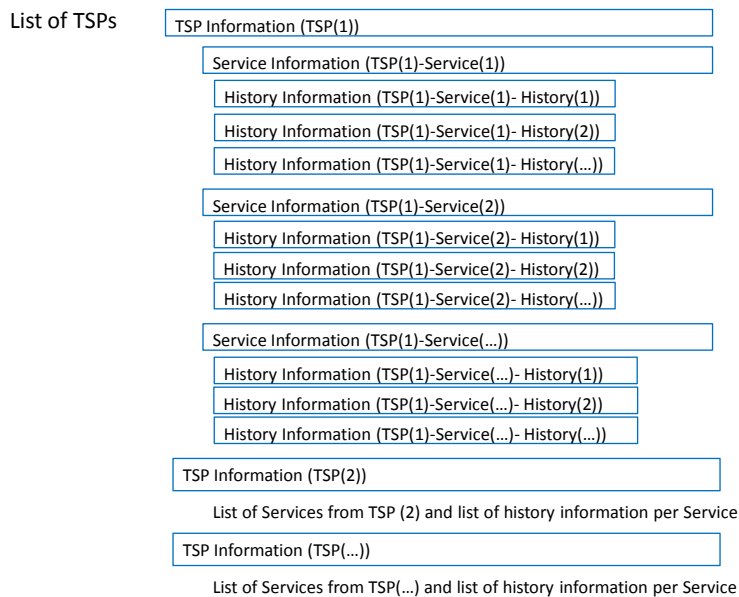 List of TSPs
TSP Information (TSP(1))
Service Information (TSP(1)-Service(1))
History Information (TSP(1)-Service(1)- History(1))
History Information (TSP(1)-Service(1)- History(2))
History Information (TSP(1)-Service(1)- History(…))
Service Information (TSP(1)-Service(2))
History Information (TSP(1)-Service(2)- History(1))
History Information (TSP(1)-Service(2)- History(2))
History Information (TSP(1)-Service(2)- History(…))
Service Information (TSP(1)-Service(…))
History Information (TSP(1)-Service(…)- History(1))
History Information (TSP(1)-Service(…)- History(2))
History Information (TSP(1)-Service(…)- History(…))
TSP Information (TSP(2))
List of Services from TSP (2) and list of history information per Service
TSP Information (TSP(…))
List of Services from TSP(…) and list of history information per Service